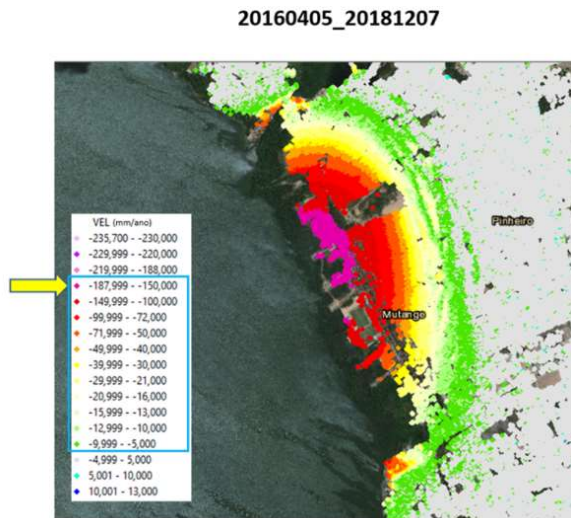 20160405_20181207
Pinheiro
VEL (mm/ano)
-235,700 - -230,000
-229,999 - -220,000
-219,999 - -188,000
-187,999 - -150,000
-149,999 - -100,000
-99,999 - -72,000
-71,999 - -50,000
-49,999 - -40,000
-39,999 - -30,000
-29,999 - -21,000
-20,999 - -16,000
-15,999 - -13,000
-12,999 - -10,000
-9,999 - -5,000
-4,999 - 5,000
5,001 - 10,000
10,001 - 13,000
Mutange